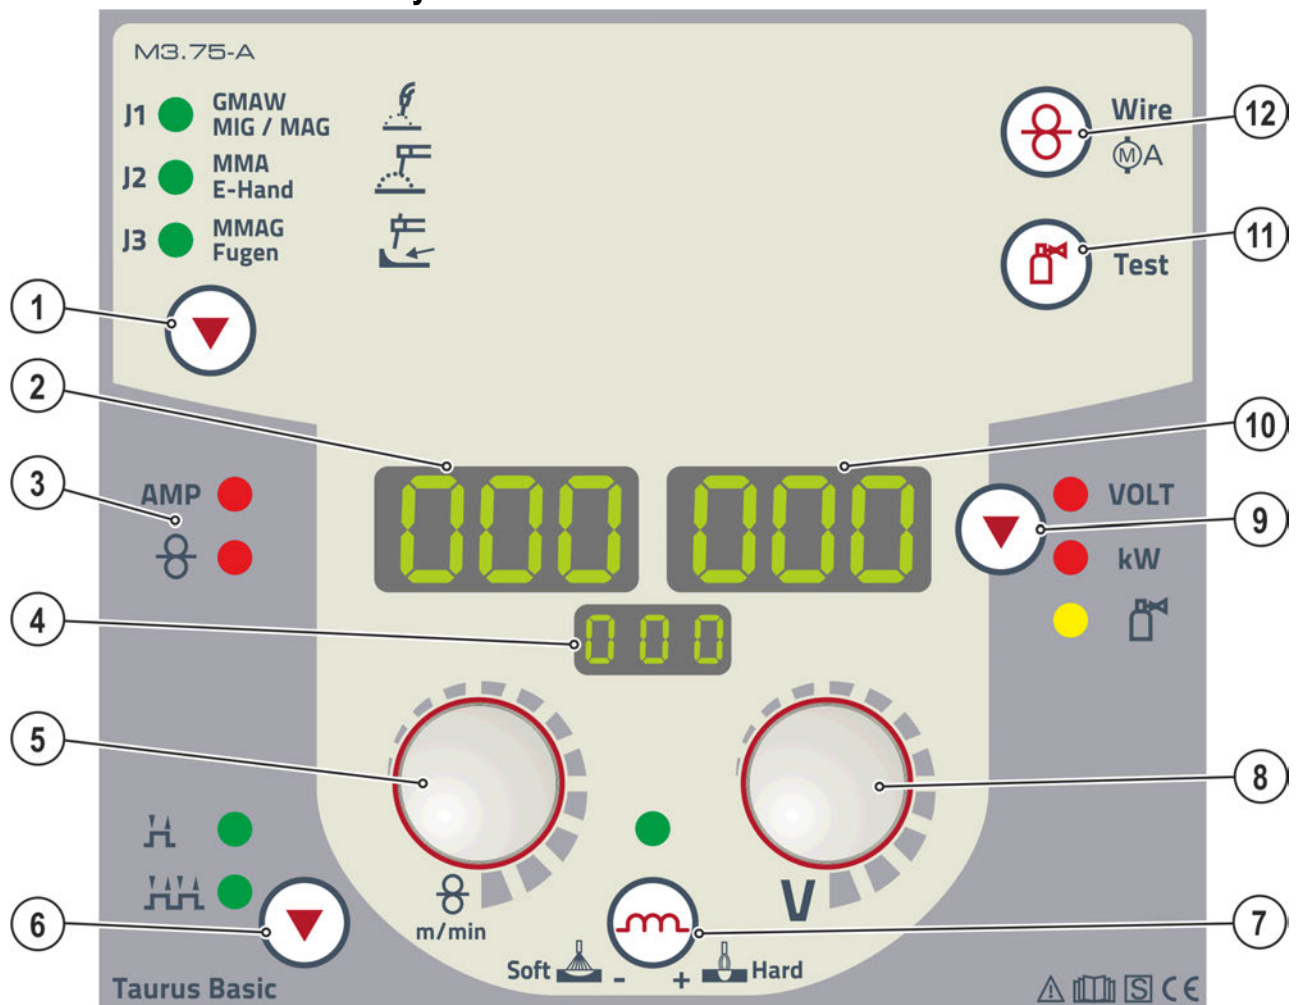 M3.75-A
J1 GMAW
MIG / MAG
J2 MMA
E-Hand
J3 MMAG
Fugen
Wire
M A
Test
12
11
1
2
10
3
AMP
000
000
VOLT
9
kW
4
000
5
8
m/min
V
6
7
Soft - + Hard
Taurus Basic
S CE